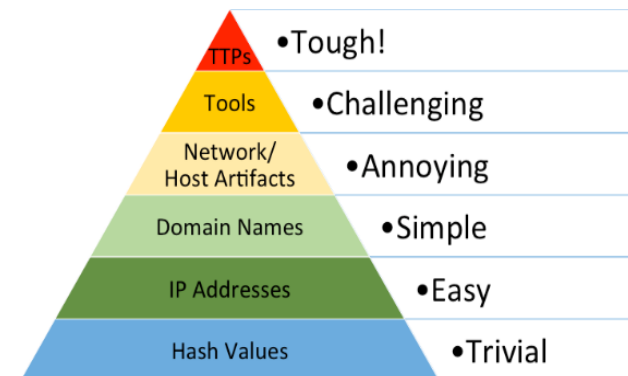 TTPs
•Tough!
Tools
•Challenging
Network/
Host Artifacts
•Annoying
Domain Names
•Simple
IP Addresses
•Easy
Hash Values
•Trivial